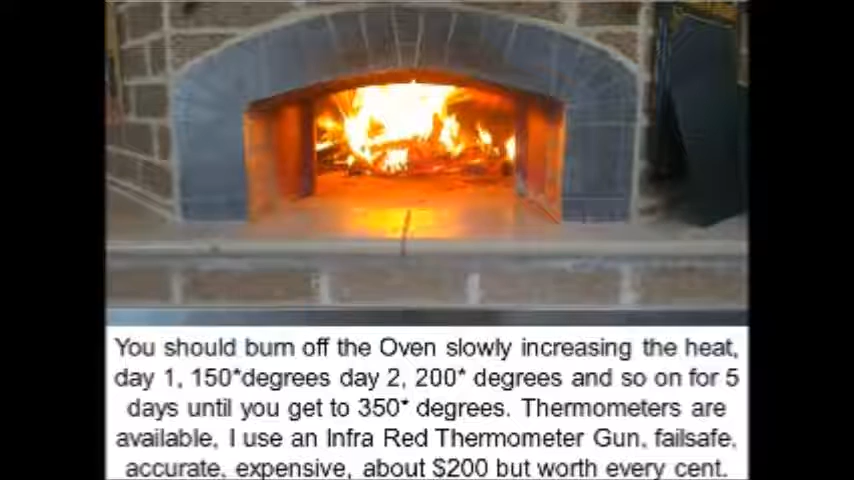 You should burn off the Oven slowly increasing the heat,
day 1, 150*degrees day 2, 200* degrees and so on for 5
days until you get to 350* degrees. Thermometers are
available, I use an Infra Red Thermometer Gun, failsafe,
accurate, expensive, about $200 but worth every cent.